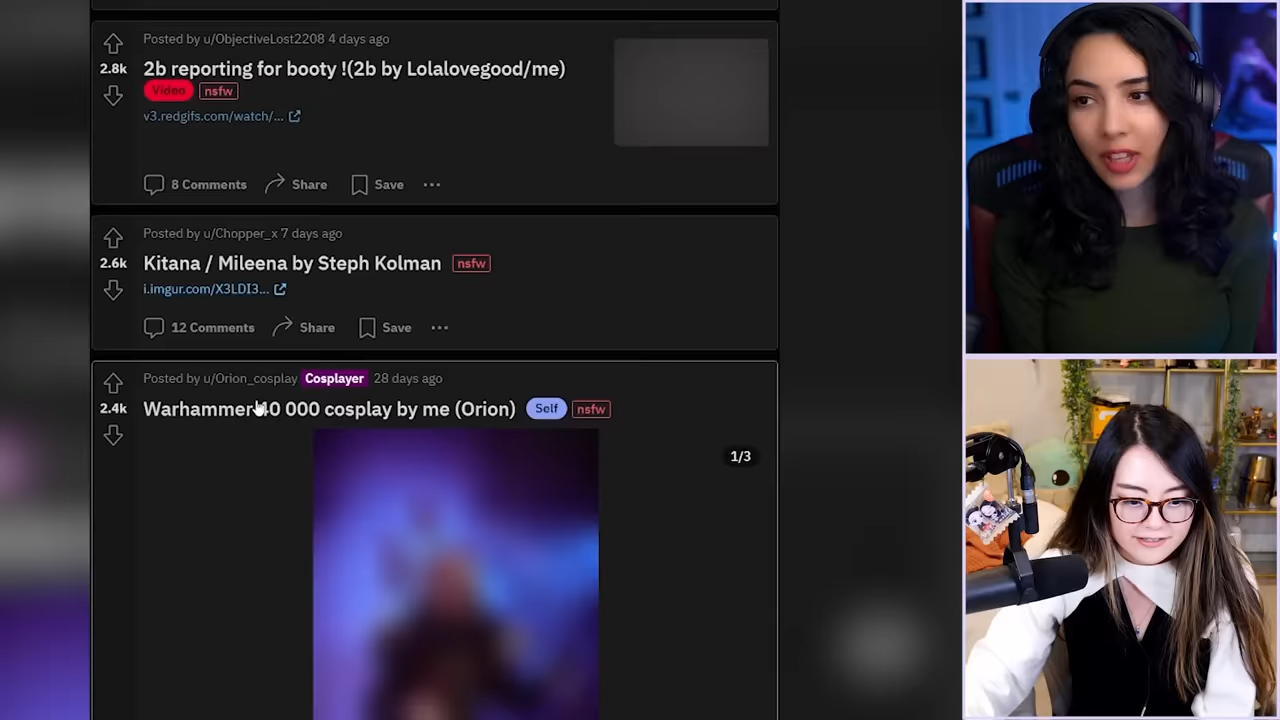 Posted by u/ObjectiveLost2208 4 days ago
2.8k
2b reporting for booty !(2b by Lolalovegood/me)
Video nsfw
v3.redgifs.com/watch/...
8 Comments Share Save ...
Posted by u/Chopper_x 7 days ago
2.6k
Kitana / Mileena by Steph Kolman nsfw
i.imgur.com/X3LDI3...
12 Comments Share Save ...
Posted by u/Orion_cosplay Cosplayer 28 days ago
2.4k
Warhammer 40 000 cosplay by me (Orion) Self nsfw
1/3